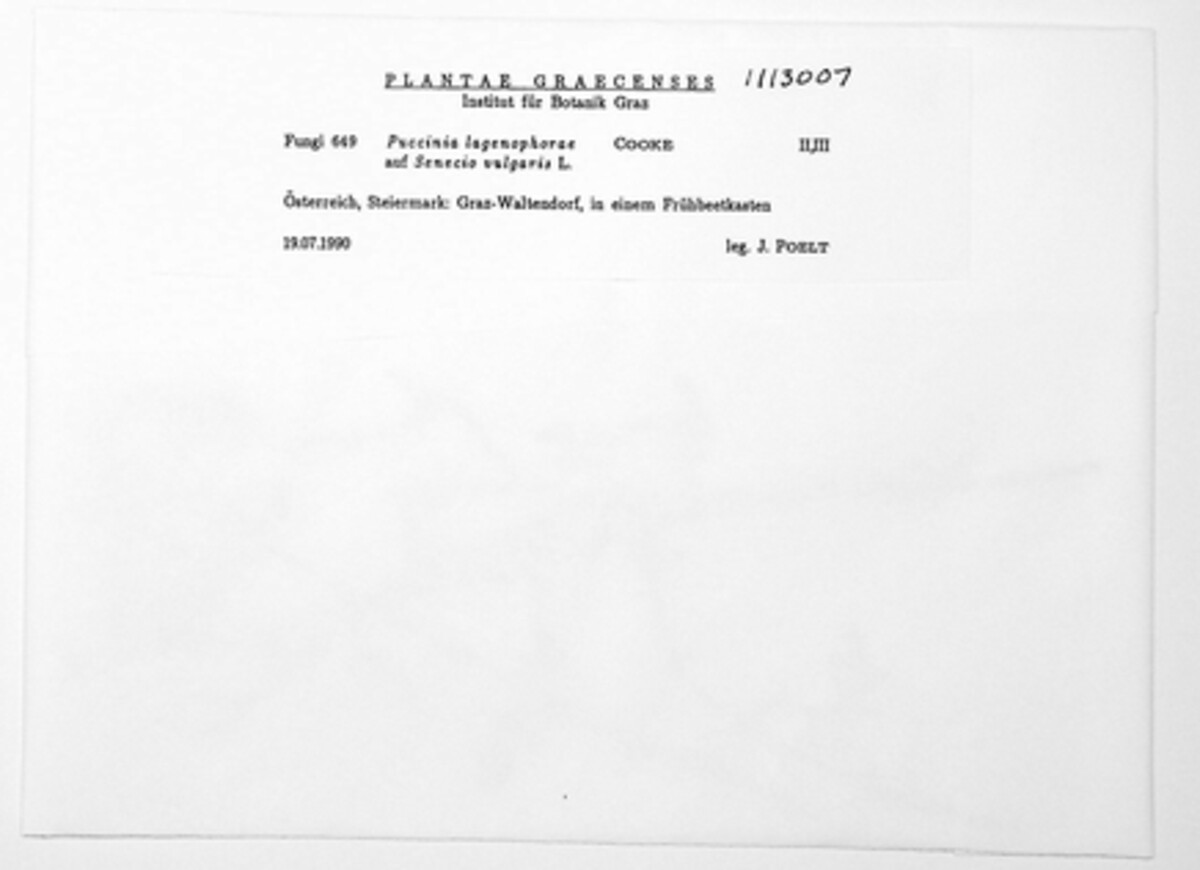 PLANTAE GRAECENSES 1113007
Institut für Botanik Graz
Fungi 649 Puccinia lagenophorae COOKE II,III
auf Senecio vulgaris L.
Österreich, Steiermark: Graz-Waltendorf, in einem Frühbeetkasten
19.07.1990 leg. J. POELT